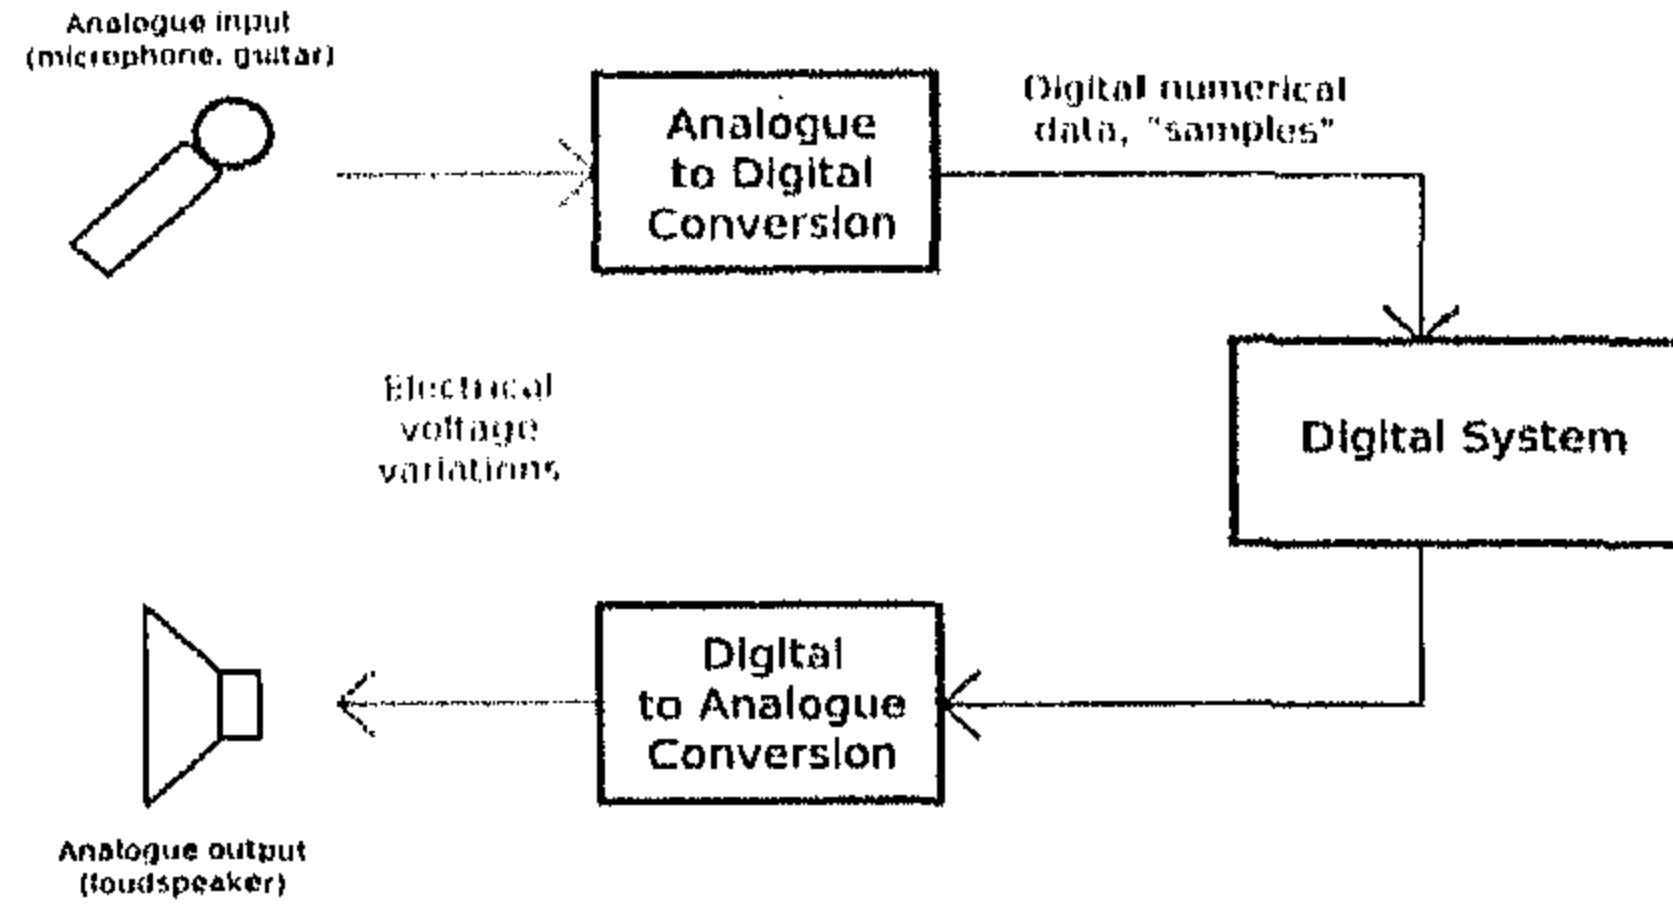 Analogue input
(microphone, guitar)
Analogue
to Digital
Conversion
Digital numerical
data, "samples"
Electrical
voltage
variations
Digital System
Digital
to Analogue
Conversion
Analogue output
(loudspeaker)